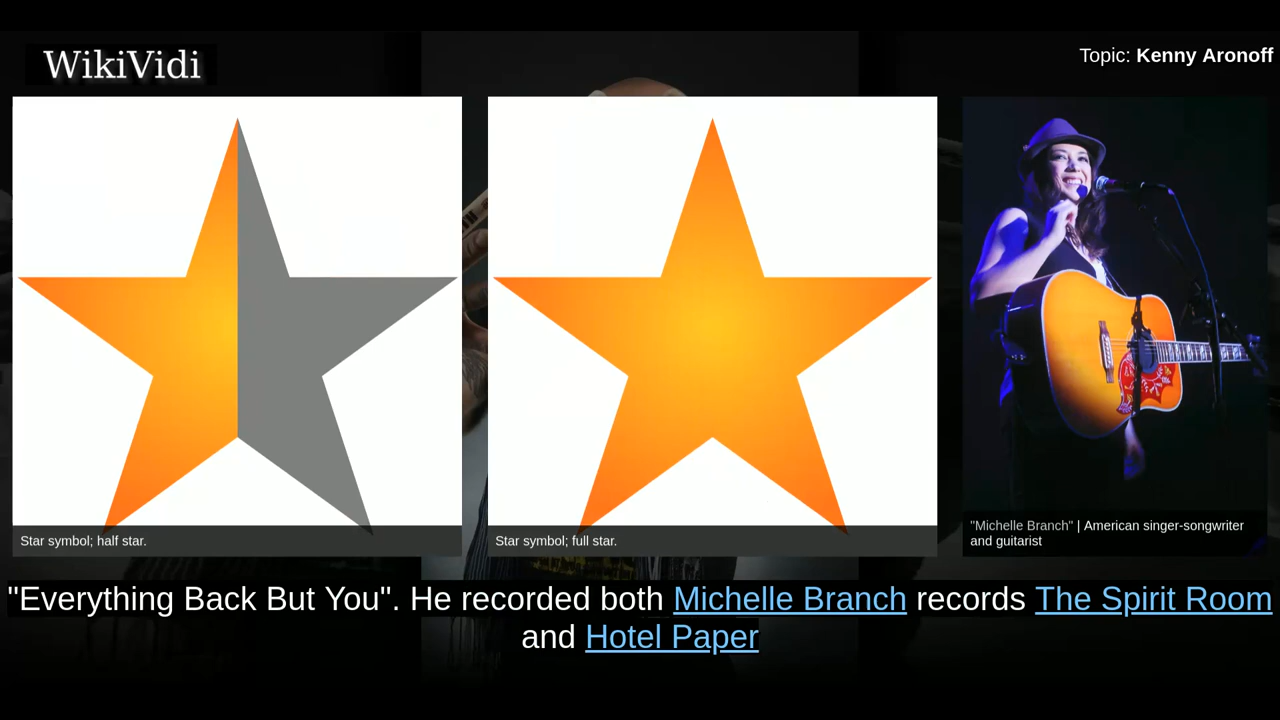 WikiVidi
Topic: Kenny Aronoff
Star symbol; half star.
Star symbol; full star.
"Michelle Branch" | American singer-songwriter
and guitarist
"Everything Back But You". He recorded both Michelle Branch records The Spirit Room
and Hotel Paper